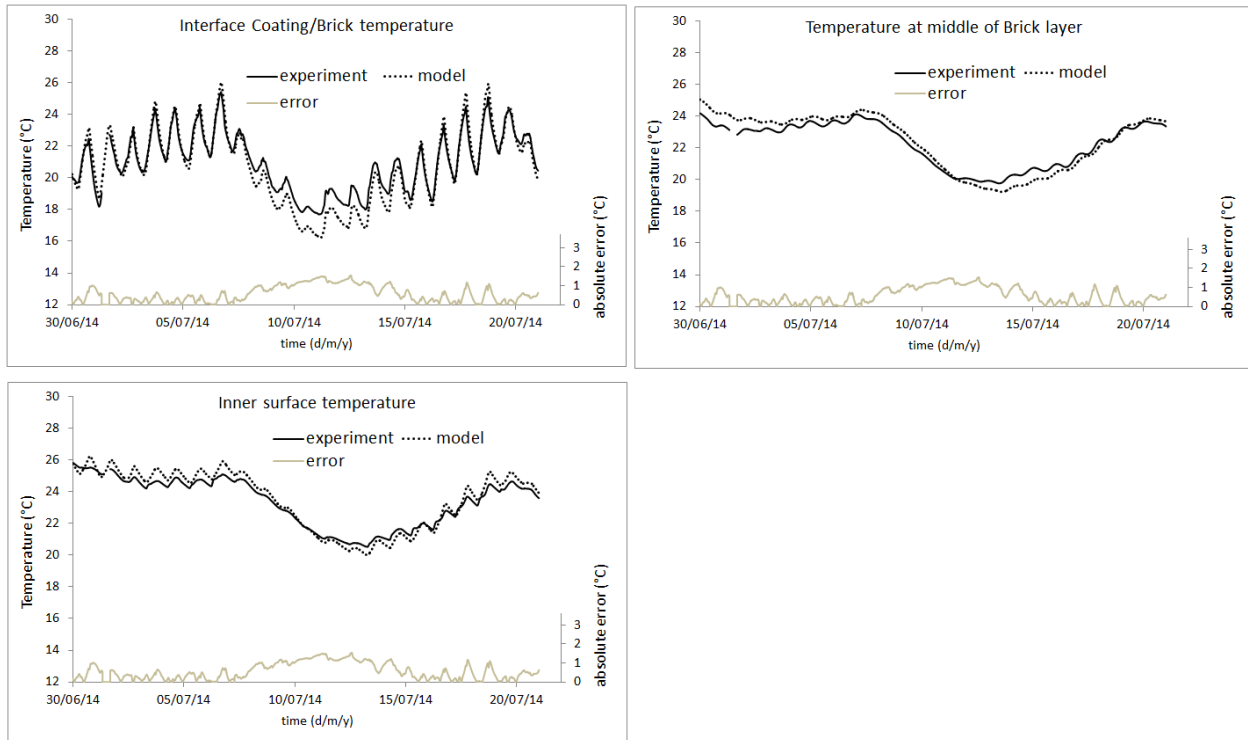 Interface Coating/Brick temperature
experiment model
error
Temperature (°C)
30
28
26
24
22
20
18
16
14
12
absolute error (°C)
3
2
1
0
30/06/14 05/07/14 10/07/14 15/07/14 20/07/14
time (d/m/y)
Temperature at middle of Brick layer
experiment model
error
Temperature (°C)
30
28
26
24
22
20
18
16
14
12
absolute error (°C)
3
2
1
0
30/06/14 05/07/14 10/07/14 15/07/14 20/07/14
time (d/m/y)
Inner surface temperature
experiment model
error
Temperature (°C)
30
28
26
24
22
20
18
16
14
12
absolute error (°C)
3
2
1
0
30/06/14 05/07/14 10/07/14 15/07/14 20/07/14
time (d/m/y)